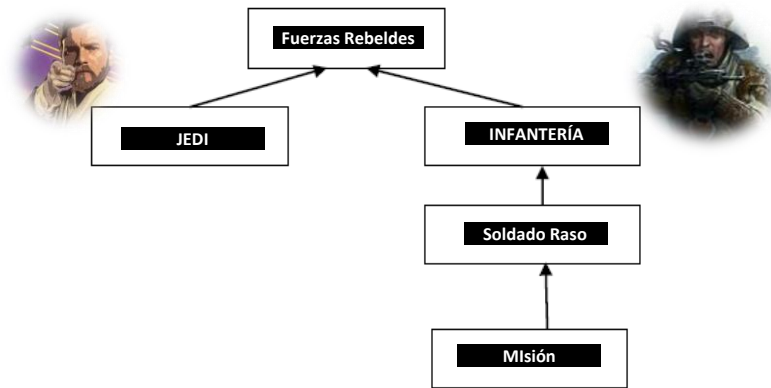 Fuerzas Rebeldes
JEDI
INFANTERÍA
Soldado Raso
MIsión